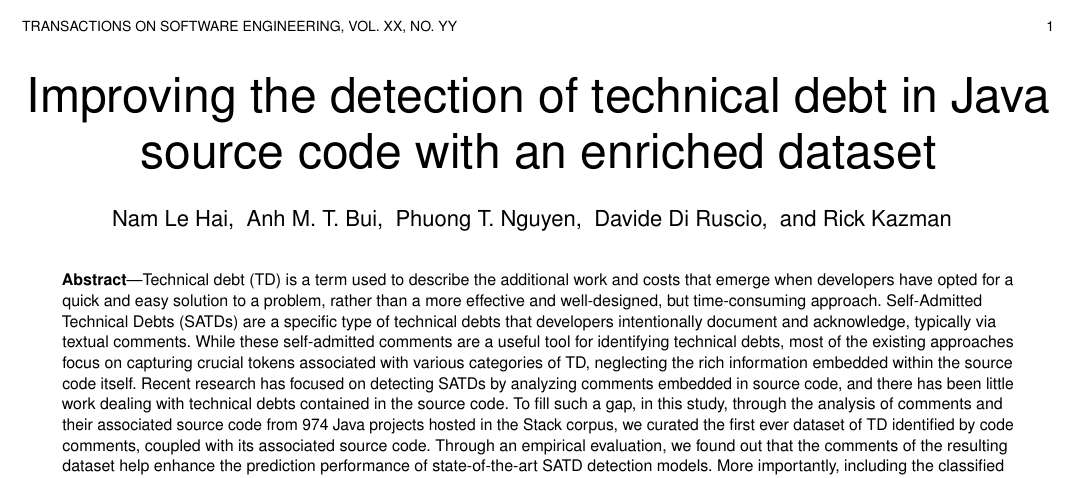 TRANSACTIONS ON SOFTWARE ENGINEERING, VOL. XX, NO. YY 1
Improving the detection of technical debt in Java
source code with an enriched dataset
Nam Le Hai, Anh M. T. Bui, Phuong T. Nguyen, Davide Di Ruscio, and Rick Kazman
Abstract—Technical debt (TD) is a term used to describe the additional work and costs that emerge when developers have opted for a
quick and easy solution to a problem, rather than a more effective and well-designed, but time-consuming approach. Self-Admitted
Technical Debts (SATDs) are a specific type of technical debts that developers intentionally document and acknowledge, typically via
textual comments. While these self-admitted comments are a useful tool for identifying technical debts, most of the existing approaches
focus on capturing crucial tokens associated with various categories of TD, neglecting the rich information embedded within the source
code itself. Recent research has focused on detecting SATDs by analyzing comments embedded in source code, and there has been little
work dealing with technical debts contained in the source code. To fill such a gap, in this study, through the analysis of comments and
their associated source code from 974 Java projects hosted in the Stack corpus, we curated the first ever dataset of TD identified by code
comments, coupled with its associated source code. Through an empirical evaluation, we found out that the comments of the resulting
dataset help enhance the prediction performance of state-of-the-art SATD detection models. More importantly, including the classified